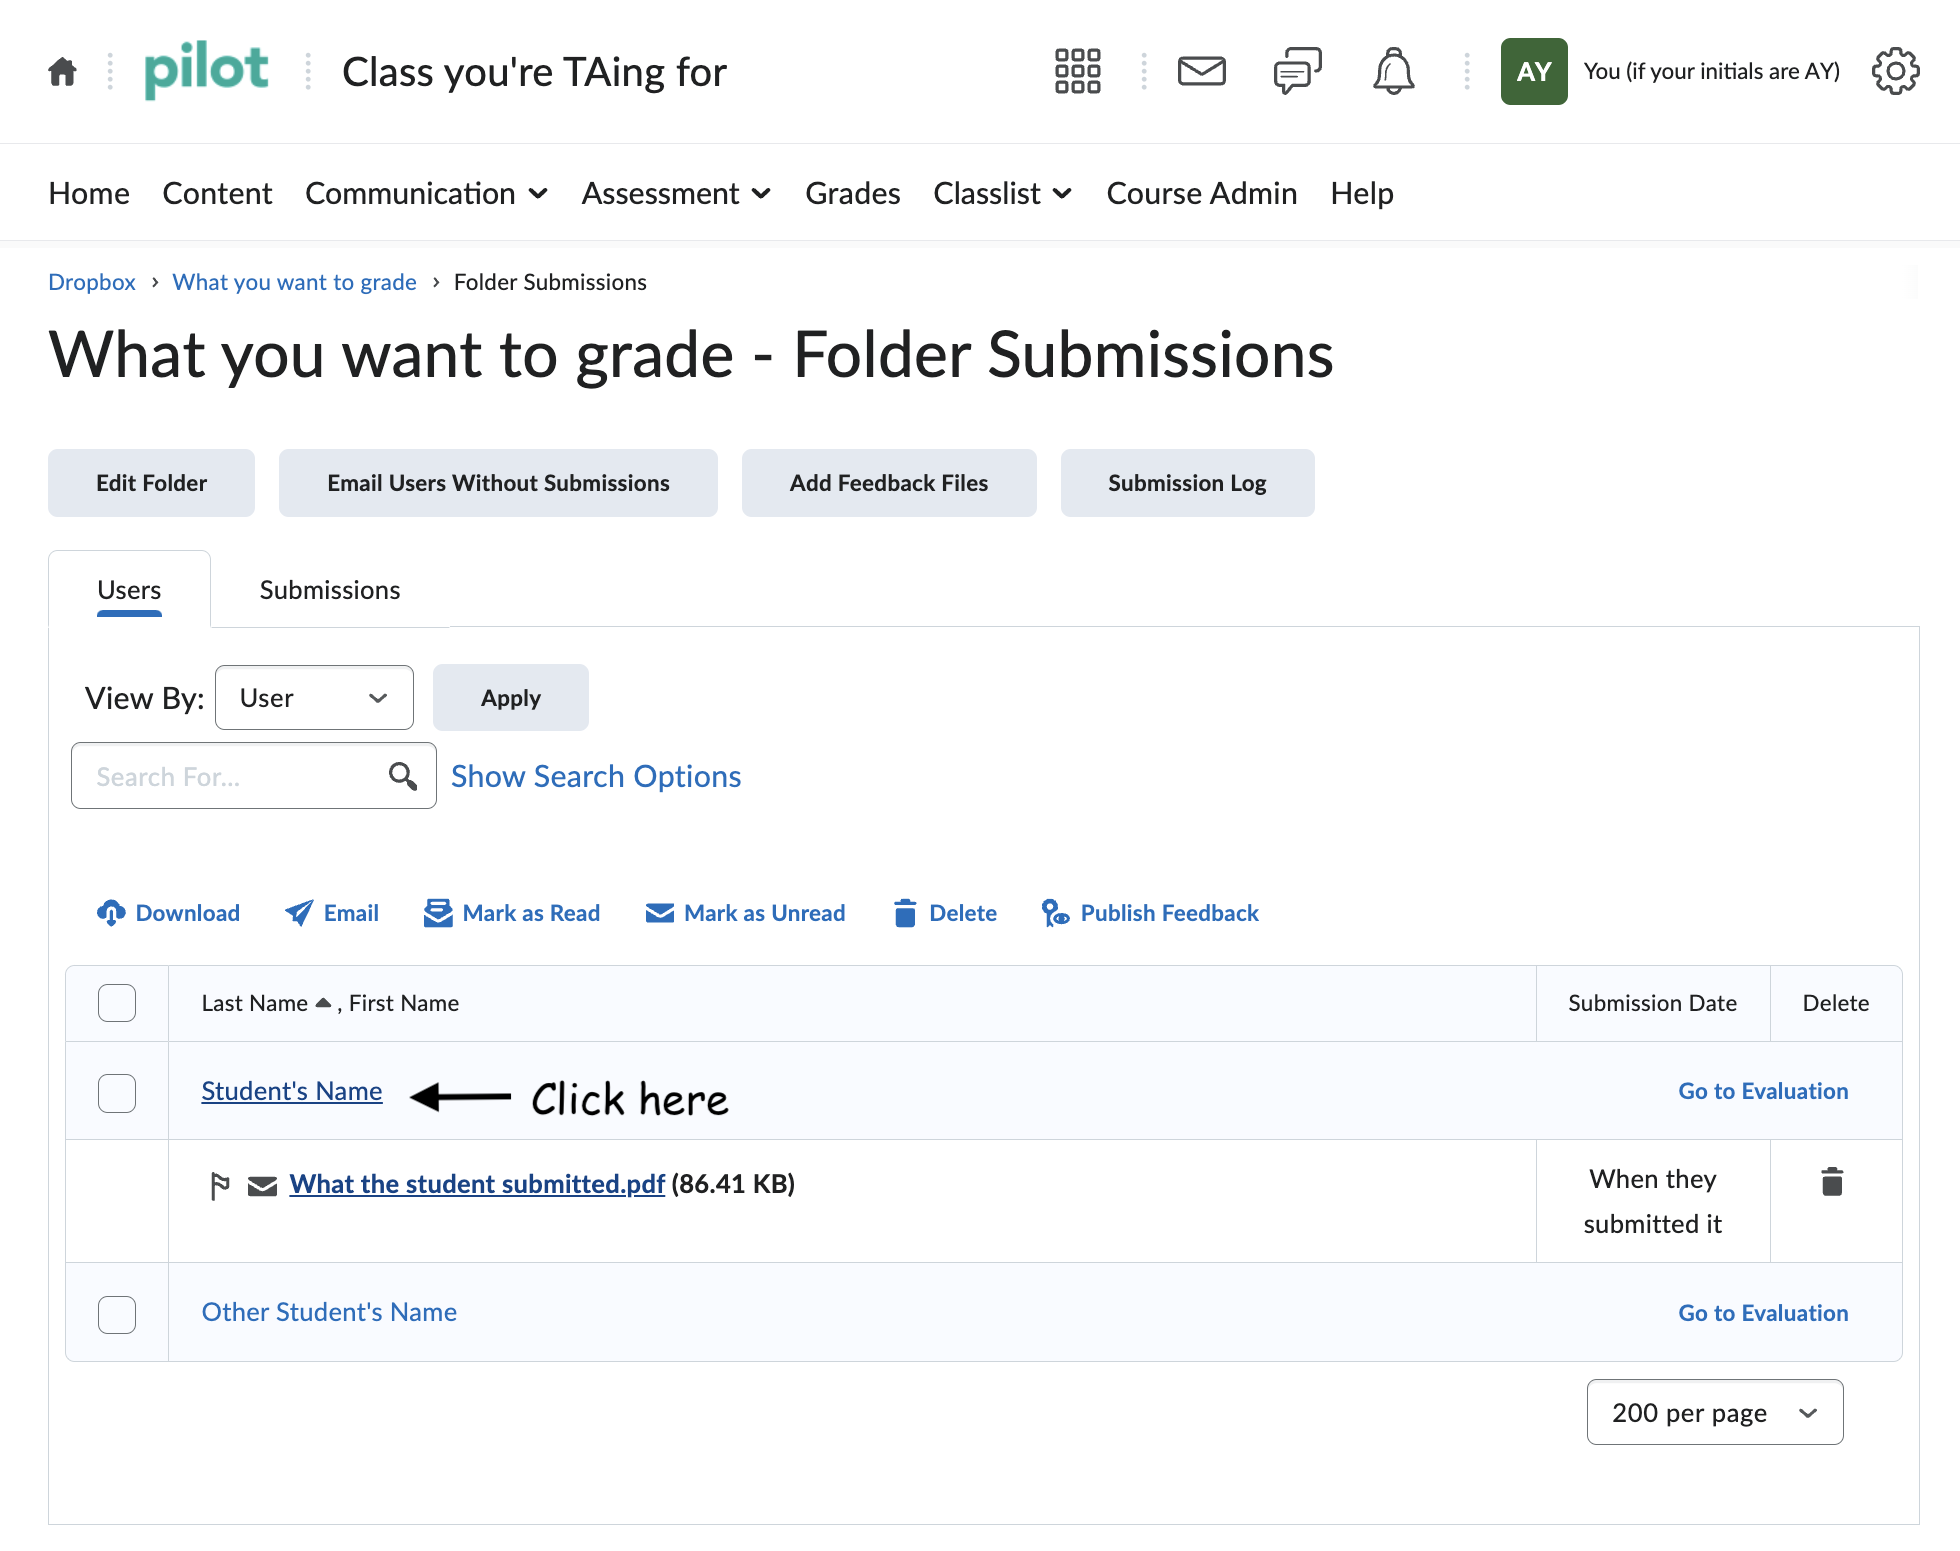 pilot
Class you're TAing for
AY
You (if your initials are AY)
Home Content Communication Assessment Grades Classlist Course Admin Help
Dropbox › What you want to grade › Folder Submissions
What you want to grade - Folder Submissions
Edit Folder
Email Users Without Submissions
Add Feedback Files
Submission Log
Users
Submissions
View By: User
Apply
Search For...
Show Search Options
Download Email Mark as Read Mark as Unread Delete Publish Feedback
Last Name , First Name
Submission Date
Delete
Student's Name
Click here
Go to Evaluation
What the student submitted.pdf (86.41 KB)
When they
submitted it
Other Student's Name
Go to Evaluation
200 per page